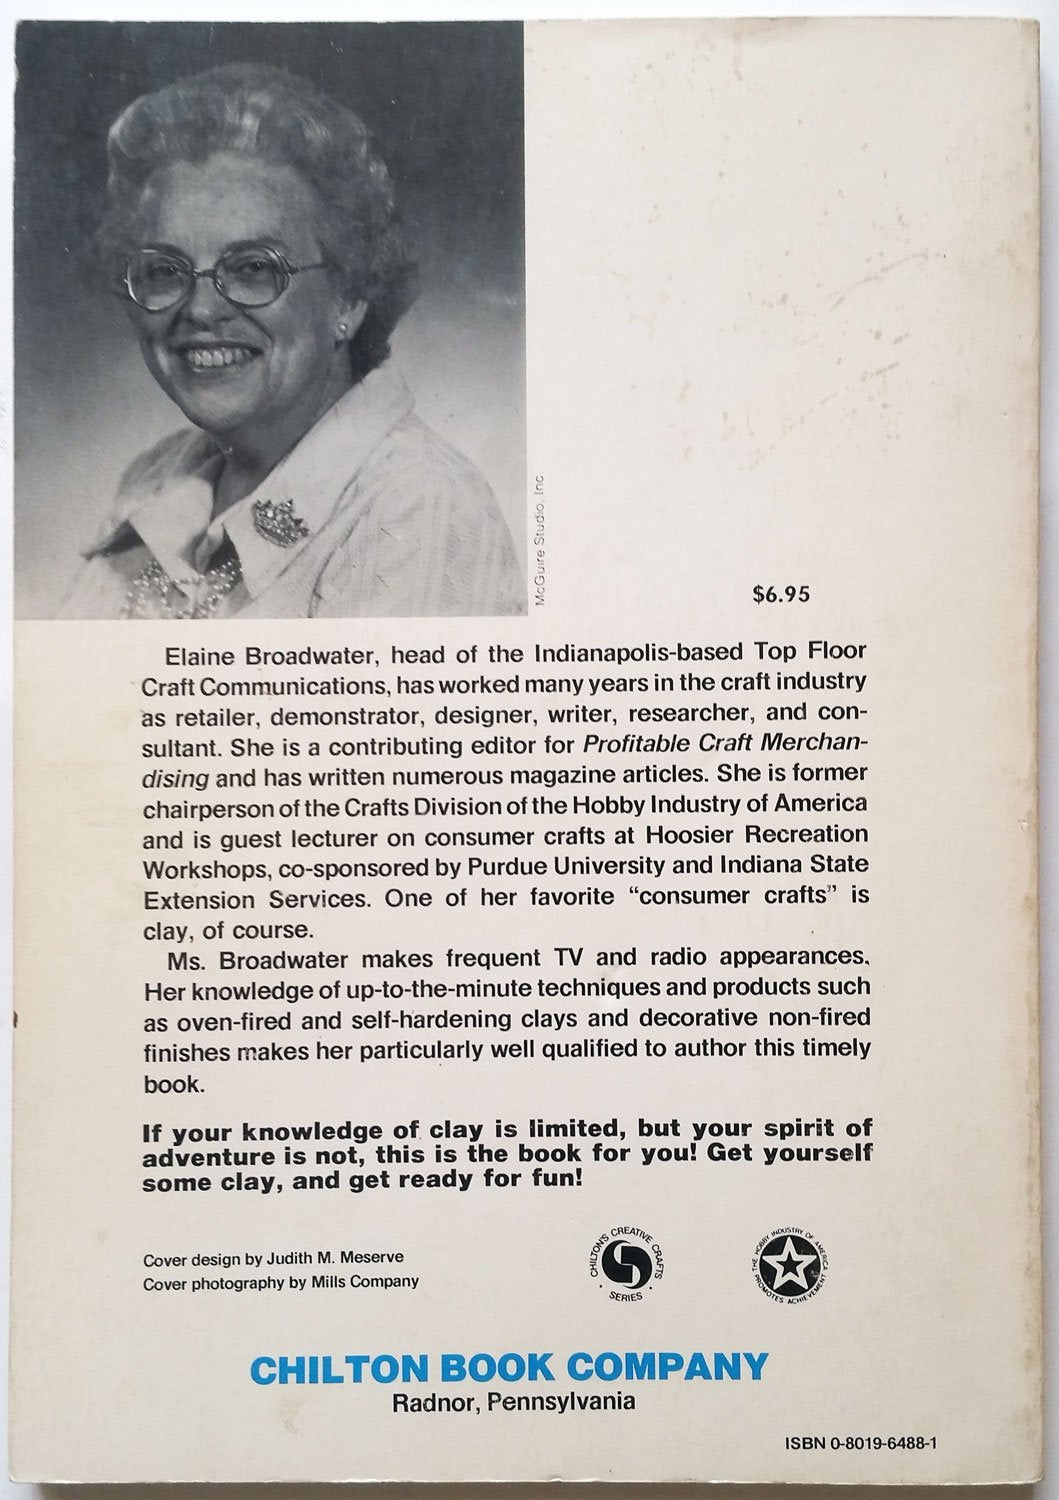 McGuire Studio, Inc
$6.95
Elaine Broadwater, head of the Indianapolis-based Top Floor
Craft Communications, has worked many years in the craft industry
as retailer, demonstrator, designer, writer, researcher, and con-
sultant. She is a contributing editor for Profitable Craft Merchan-
dising and has written numerous magazine articles. She is former
chairperson of the Crafts Division of the Hobby Industry of America
and is guest lecturer on consumer crafts at Hoosier Recreation
Workshops, co-sponsored by Purdue University and Indiana State
Extension Services. One of her favorite “consumer crafts” is
clay, of course.
Ms. Broadwater makes frequent TV and radio appearances.
Her knowledge of up-to-the-minute techniques and products such
as oven-fired and self-hardening clays and decorative non-fired
finishes makes her particularly well qualified to author this timely
book.
If your knowledge of clay is limited, but your spirit of
adventure is not, this is the book for you! Get yourself
some clay, and get ready for fun!
Cover design by Judith M. Meserve
Cover photography by Mills Company
CHILTON'S CREATIVE CRAFTS
• SERIES •
THE HOBBY INDUSTRY OF AMERICA
PROMOTES ACHIEVEMENT
CHILTON BOOK COMPANY
Radnor, Pennsylvania
ISBN 0-8019-6488-1